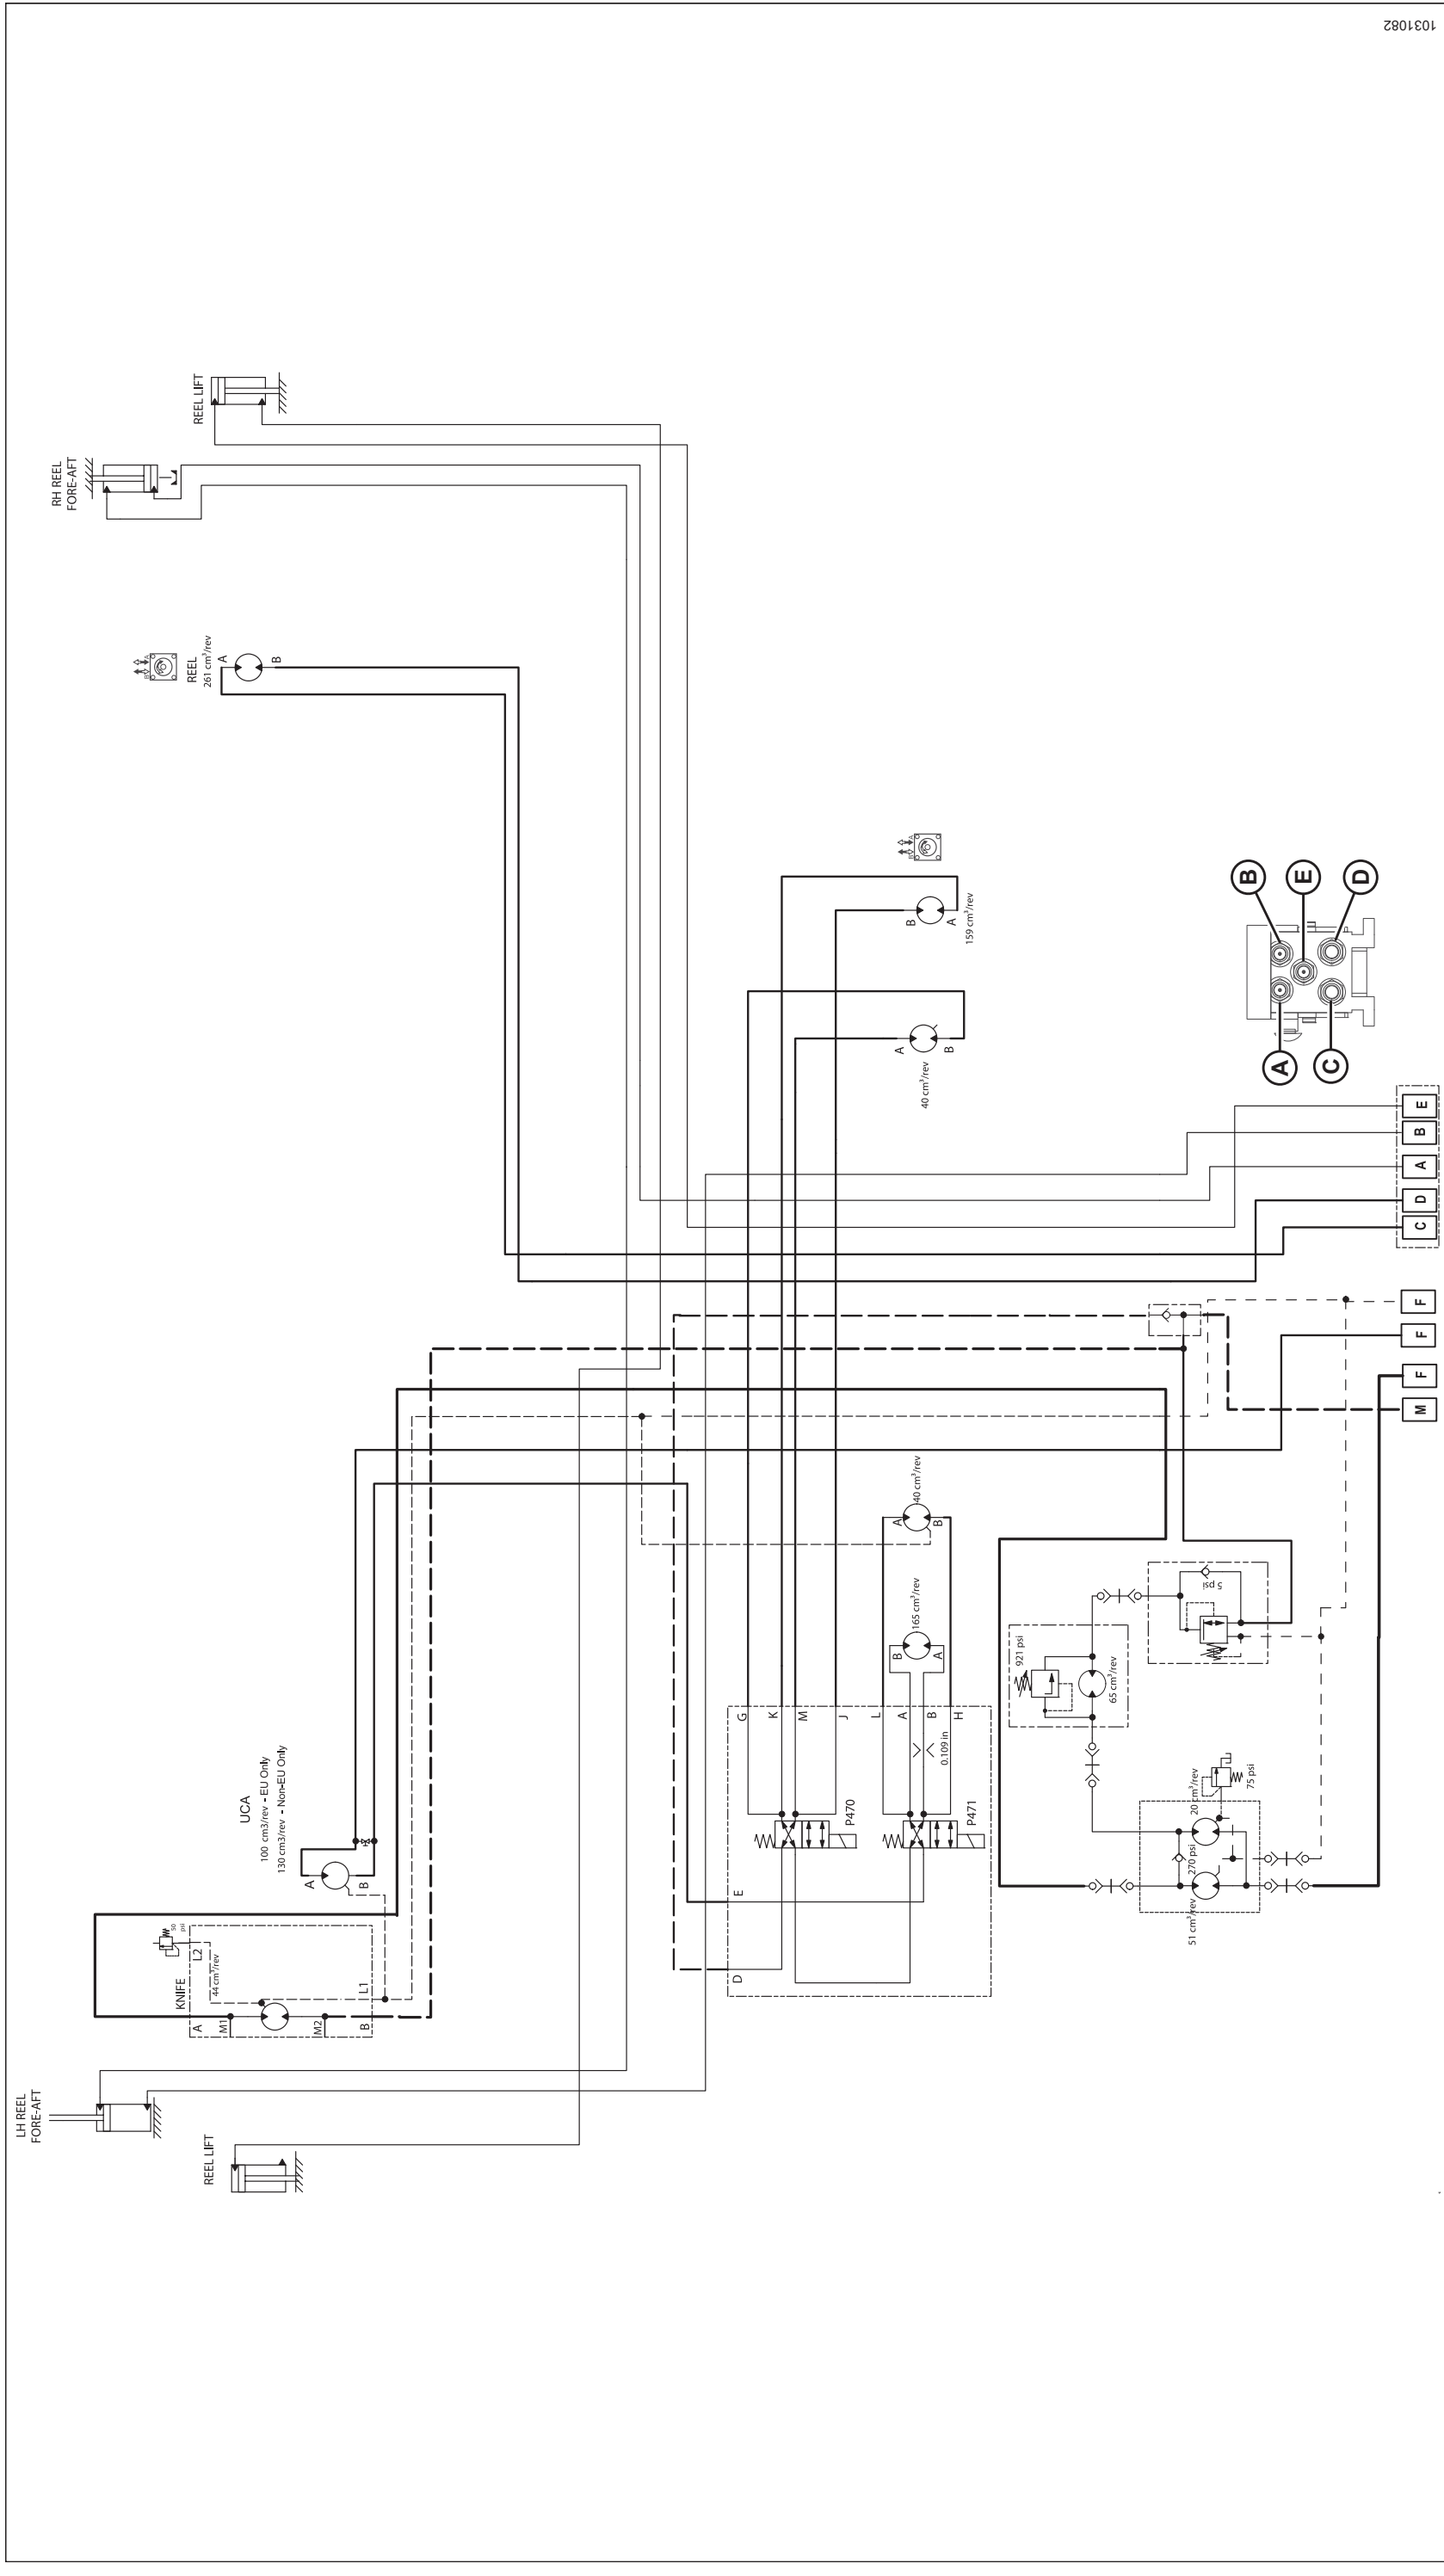 LH REEL
FORE-AFT
REEL LIFT
KNIFE
A
M1
M2
B
L2
L1
44 cm³/rev
50
psi
UCA
100 cm3/rev - EU Only
130 cm3/rev - Non-EU Only
A
B
D
E
G
K
M
J
L
A
B
H
P470
P471
0.109 in
165 cm³/rev
B
A
40 cm³/rev
A
B
921 psi
65 cm³/rev
5 psi
51 cm³/rev
270 psi
20 cm³/rev
75 psi
40 cm³/rev
A
B
159 cm³/rev
B
A
REEL
261 cm³/rev
A
B
RH REEL
FORE-AFT
REEL LIFT
M
F
F
F
C
D
A
B
E
A
C
B
E
D
1031082